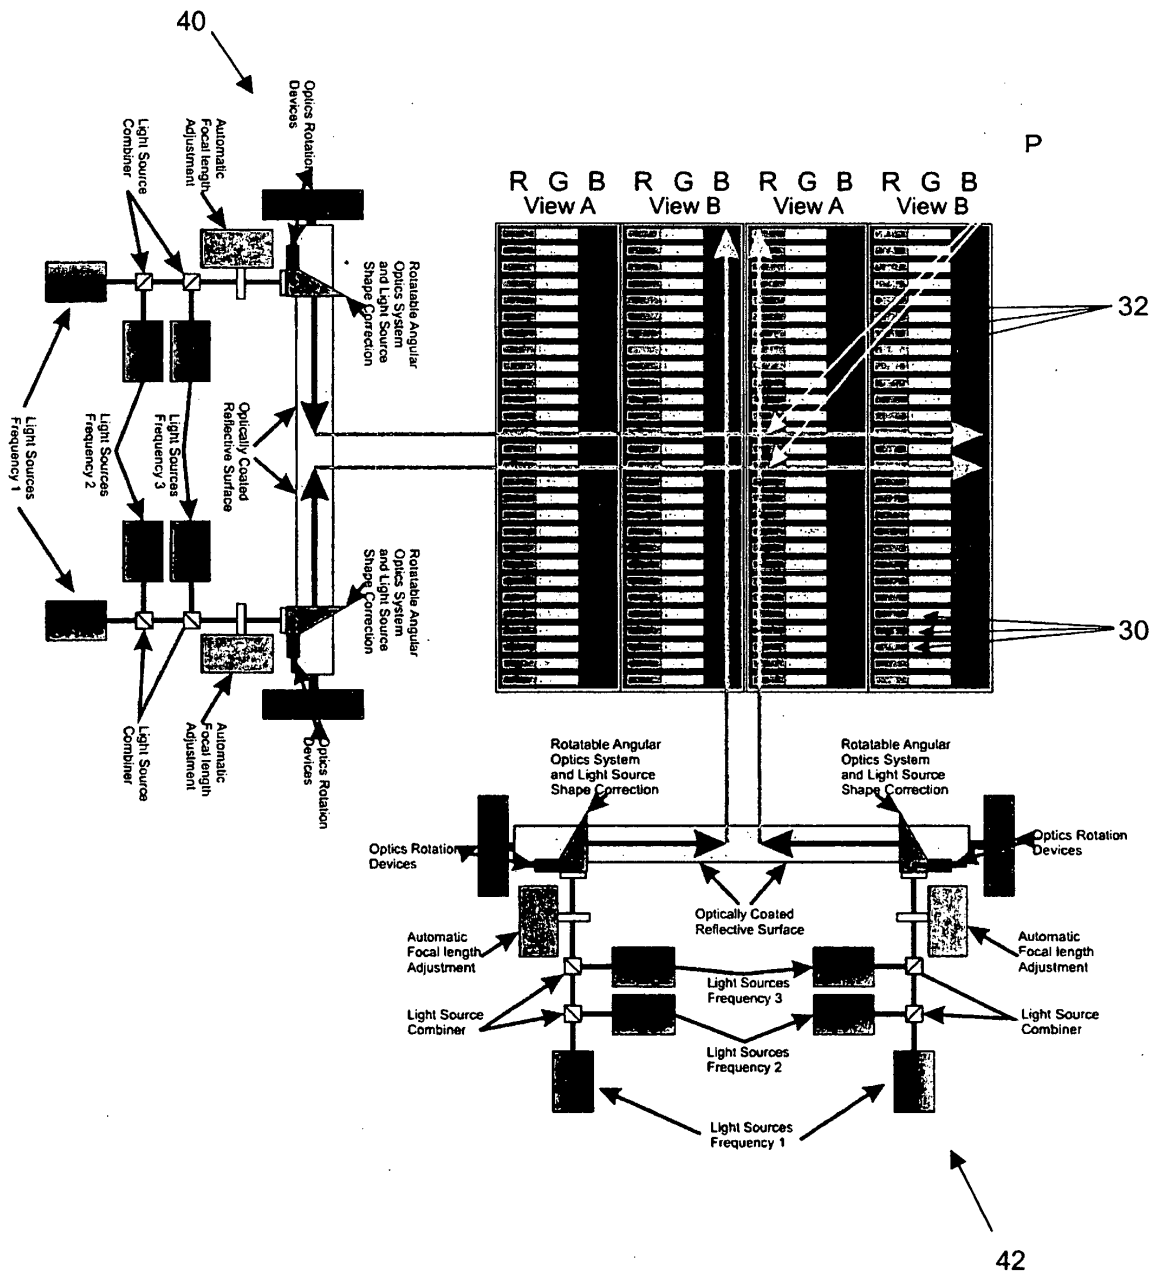 40
P
R G B R G B R G B R G B
View A View B View A View B
32
30
Optics Rotation
Devices
Automatic
Focal length
Adjustment
Light Source
Combiner
Rotatable Angular
Optics System
and Light Source
Shape Correction
Light Sources
Frequency 1
Light Sources
Frequency 2
Light Sources
Frequency 3
Optically Coated
Reflective Surface
Rotatable Angular
Optics System
and Light Source
Shape Correction
Light Source
Combiner
Automatic
Focal length
Adjustment
Optics Rotation
Devices
Rotatable Angular
Optics System
and Light Source
Shape Correction
Rotatable Angular
Optics System
and Light Source
Shape Correction
Optics Rotation
Devices
Optics Rotation
Devices
Optically Coated
Reflective Surface
Automatic
Focal length
Adjustment
Automatic
Focal length
Adjustment
Light Sources
Frequency 3
Light Source
Combiner
Light Source
Combiner
Light Sources
Frequency 2
Light Sources
Frequency 1
42